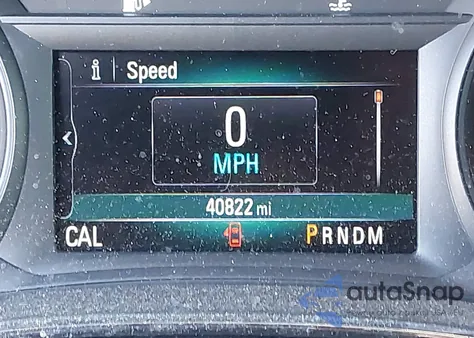 i Speed
0
MPH
40822 mi
CAL
PRNDM
autoSnap